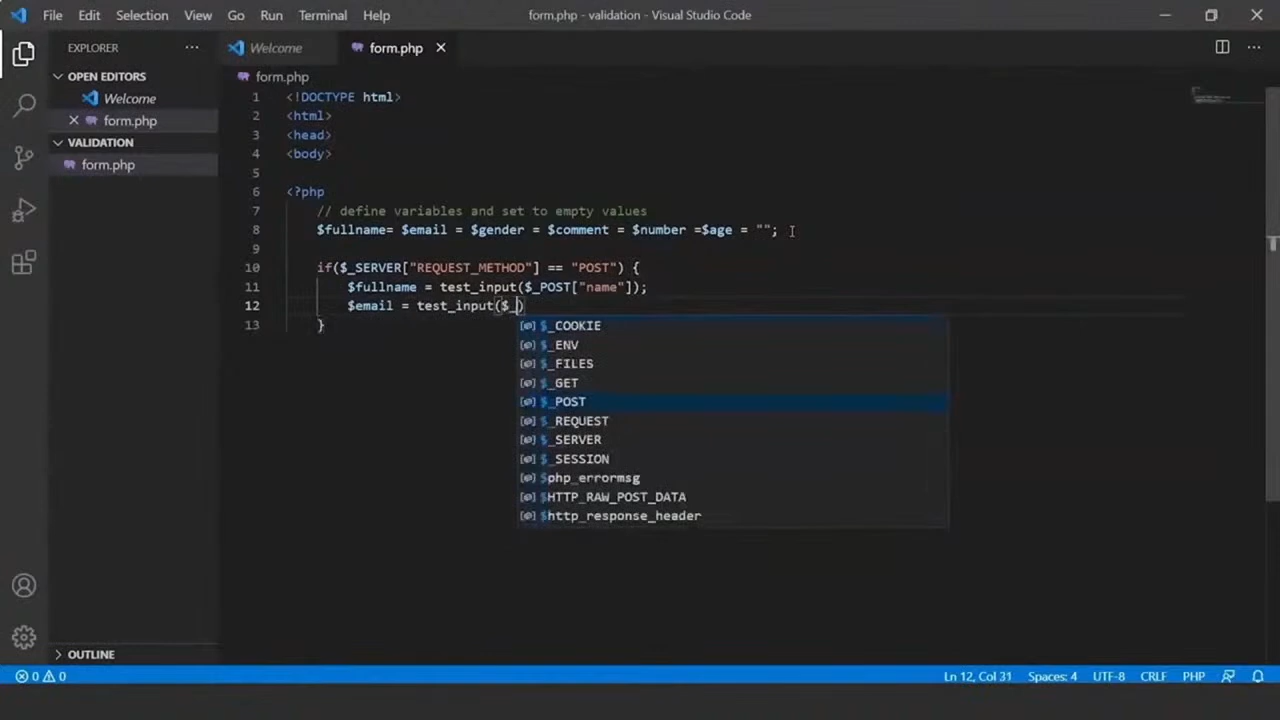 File Edit Selection View Go Run Terminal Help form.php - validation - Visual Studio Code
EXPLORER ...
Welcome form.php
OPEN EDITORS
Welcome
form.php
VALIDATION
form.php
form.php
1 <!DOCTYPE html>
2 <html>
3 <head>
4 <body>
5
6 <?php
7 // define variables and set to empty values
8 $fullname= $email = $gender = $comment = $number =$age = "";
9
10 if($_SERVER["REQUEST_METHOD"] == "POST") {
11 $fullname = test_input($_POST["name"]);
12 $email = test_input($_)
13 }
$_COOKIE
$_ENV
$_FILES
$_GET
$_POST
$_REQUEST
$_SERVER
$_SESSION
$php_errormsg
$HTTP_RAW_POST_DATA
$http_response_header
OUTLINE
0 0 Ln 12, Col 31 Spaces: 4 UTF-8 CRLF PHP